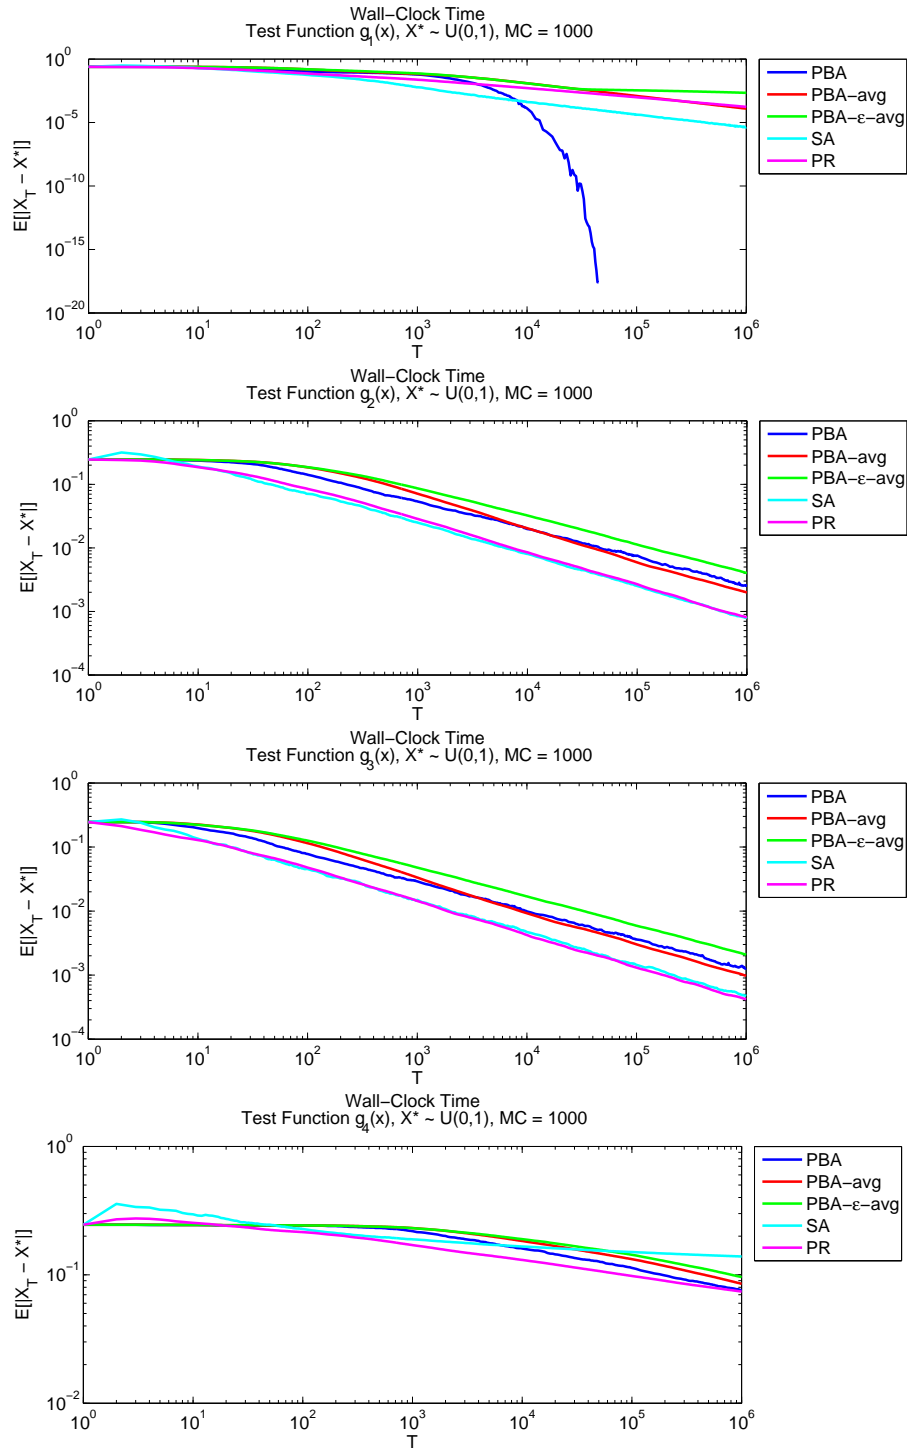 Wall−Clock Time
Test Function g1(x), X* ~ U(0,1), MC = 1000
10^0
10^−5
10^−10
10^−15
10^−20
E[|X_T − X*|]
10^0 10^1 10^2 10^3 10^4 10^5 10^6
T
PBA
PBA−avg
PBA−ε−avg
SA
PR
Wall−Clock Time
Test Function g2(x), X* ~ U(0,1), MC = 1000
10^0
10^−1
10^−2
10^−3
10^−4
E[|X_T − X*|]
10^0 10^1 10^2 10^3 10^4 10^5 10^6
T
PBA
PBA−avg
PBA−ε−avg
SA
PR
Wall−Clock Time
Test Function g3(x), X* ~ U(0,1), MC = 1000
10^0
10^−1
10^−2
10^−3
10^−4
E[|X_T − X*|]
10^0 10^1 10^2 10^3 10^4 10^5 10^6
T
PBA
PBA−avg
PBA−ε−avg
SA
PR
Wall−Clock Time
Test Function g4(x), X* ~ U(0,1), MC = 1000
10^0
10^−1
10^−2
E[|X_T − X*|]
10^0 10^1 10^2 10^3 10^4 10^5 10^6
T
PBA
PBA−avg
PBA−ε−avg
SA
PR